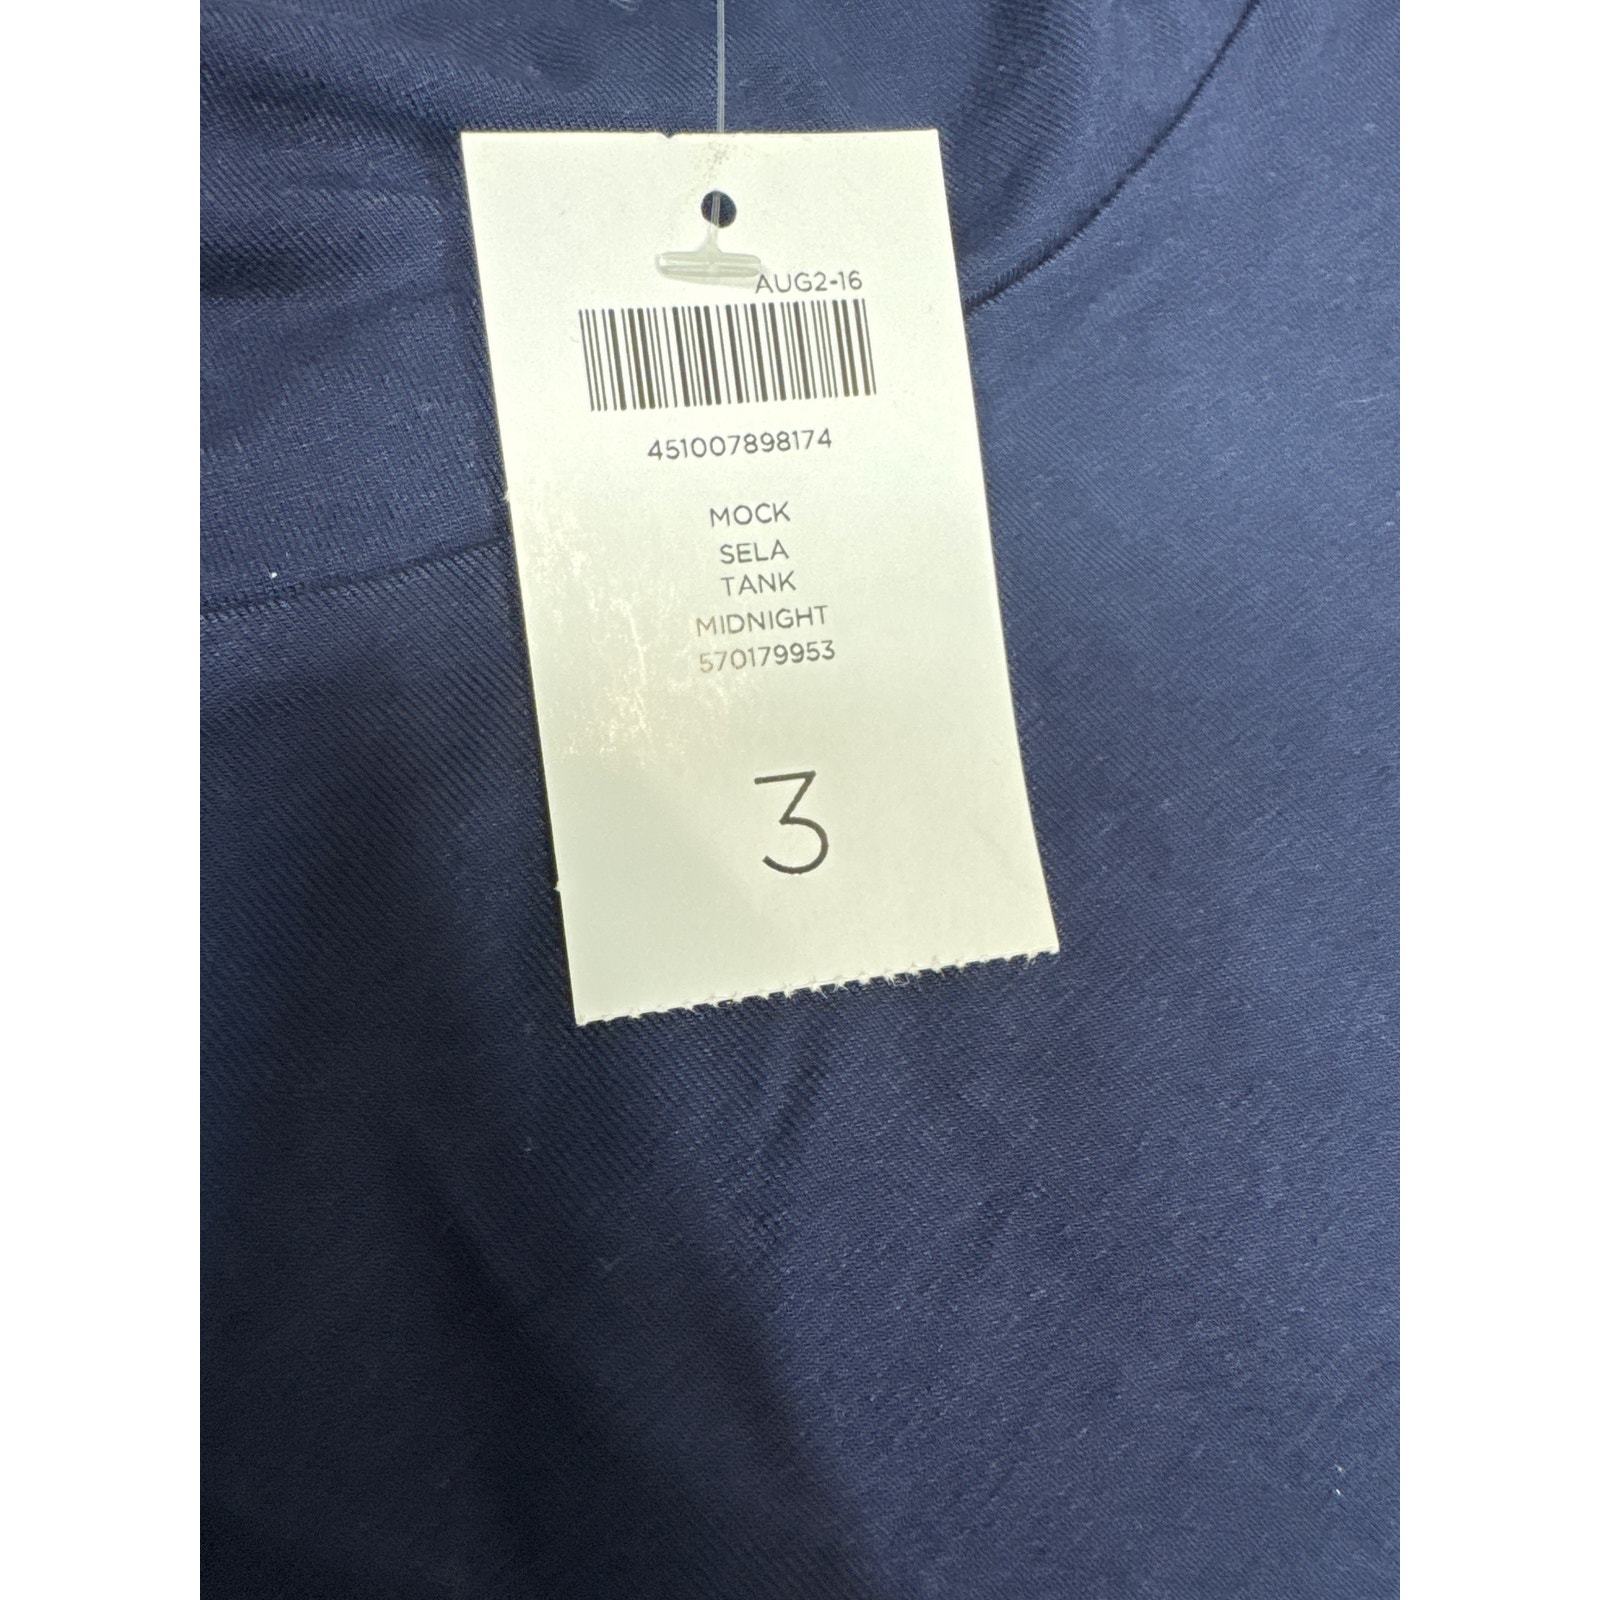 AUG2-16
451007898174
MOCK
SELA
TANK
MIDNIGHT
570179953
3